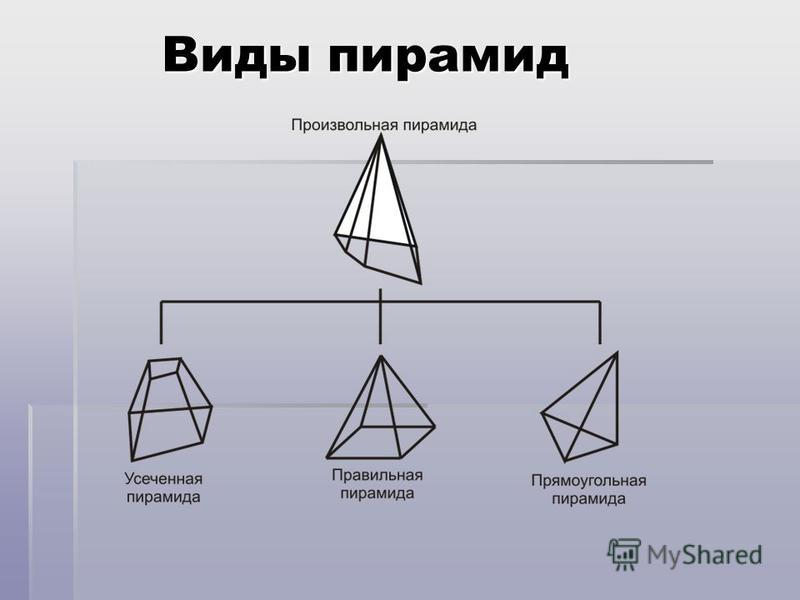 Виды пирамид
Произвольная пирамида
Усеченная
пирамида
Правильная
пирамида
Прямоугольная
пирамида
MyShared